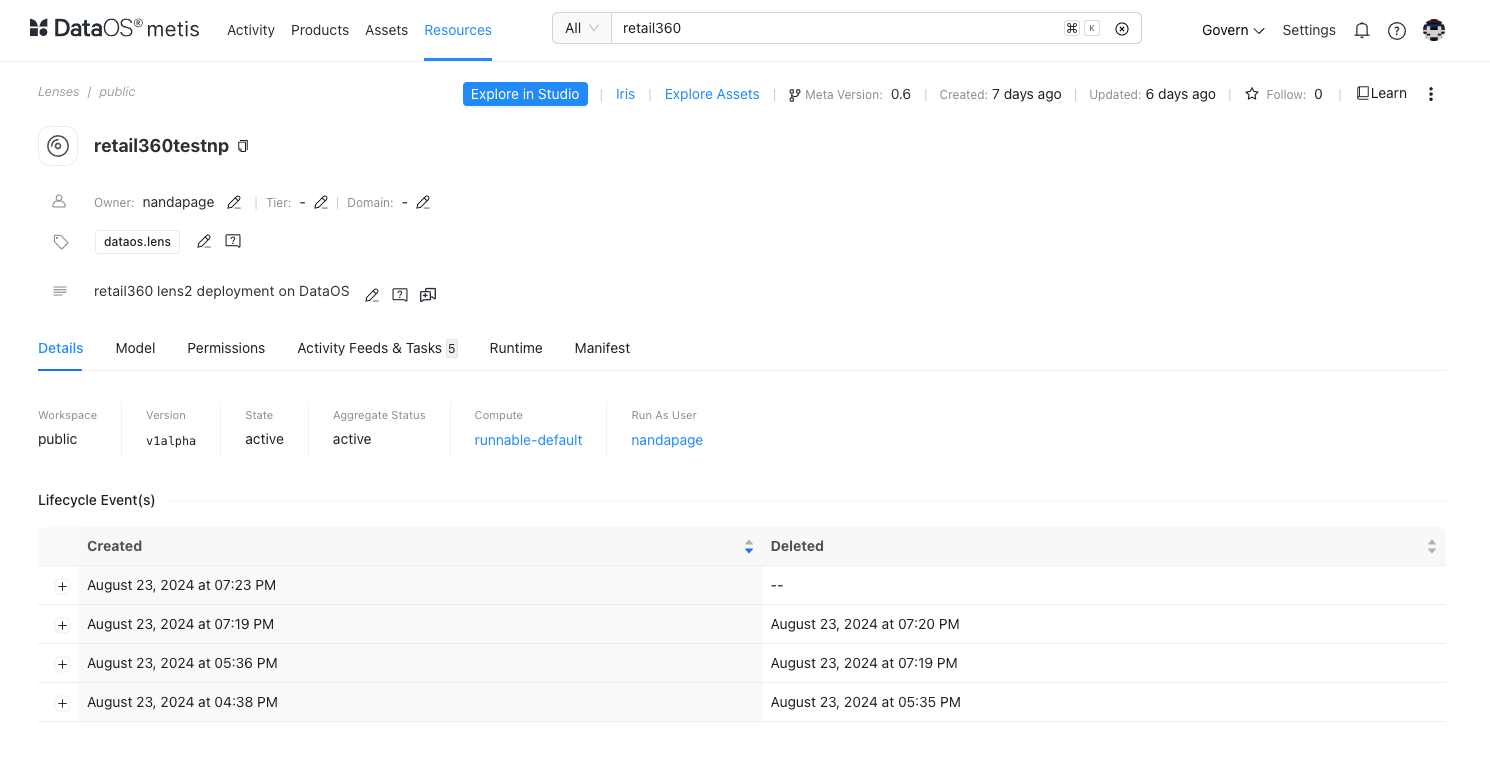 DataOS® metis Activity Products Assets Resources All retail360 ⌘ K Govern Settings
Lenses / public Explore in Studio | Iris | Explore Assets | Meta Version: 0.6 | Created: 7 days ago | Updated: 6 days ago | Follow: 0 | Learn
retail360testnp
Owner: nandapage | Tier: - | Domain: -
dataos.lens
retail360 lens2 deployment on DataOS
Details Model Permissions Activity Feeds & Tasks 5 Runtime Manifest
Workspace Version State Aggregate Status Compute Run As User
public v1alpha active active runnable-default nandapage
Lifecycle Event(s)
Created Deleted
August 23, 2024 at 07:23 PM --
August 23, 2024 at 07:19 PM August 23, 2024 at 07:20 PM
August 23, 2024 at 05:36 PM August 23, 2024 at 07:19 PM
August 23, 2024 at 04:38 PM August 23, 2024 at 05:35 PM